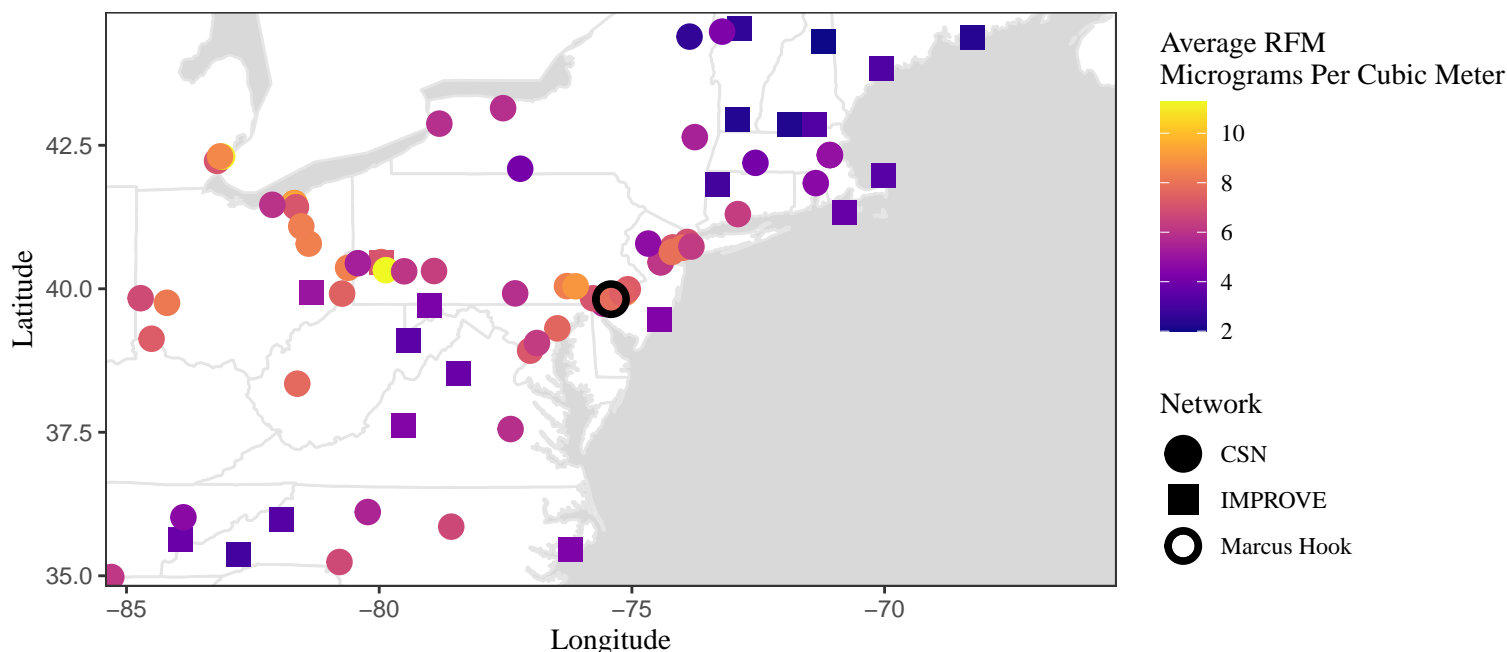 42.5
40.0
37.5
35.0
Latitude
−85
−80
−75
−70
Longitude
Average RFM
Micrograms Per Cubic Meter
10
8
6
4
2
Network
CSN
IMPROVE
Marcus Hook